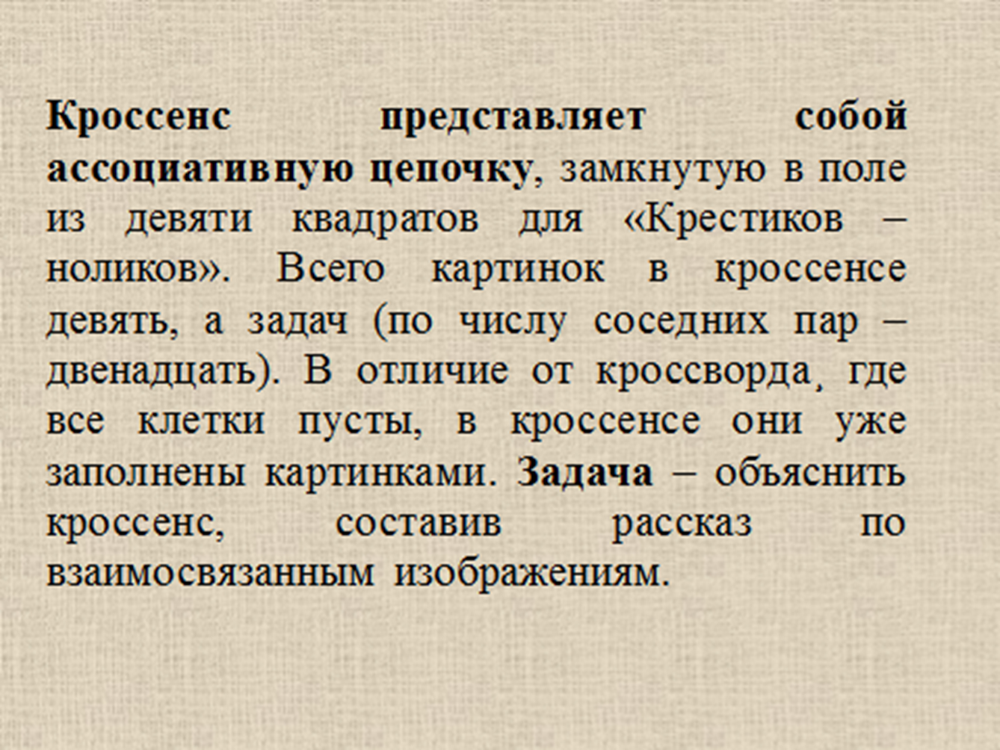 Кроссенс представляет собой
ассоциативную цепочку, замкнутую в поле
из девяти квадратов для «Крестиков –
ноликов». Всего картинок в кроссенсе
девять, а задач (по числу соседних пар –
двенадцать). В отличие от кроссворда¸ где
все клетки пусты, в кроссенсе они уже
заполнены картинками. Задача – объяснить
кроссенс, составив рассказ по
взаимосвязанным изображениям.